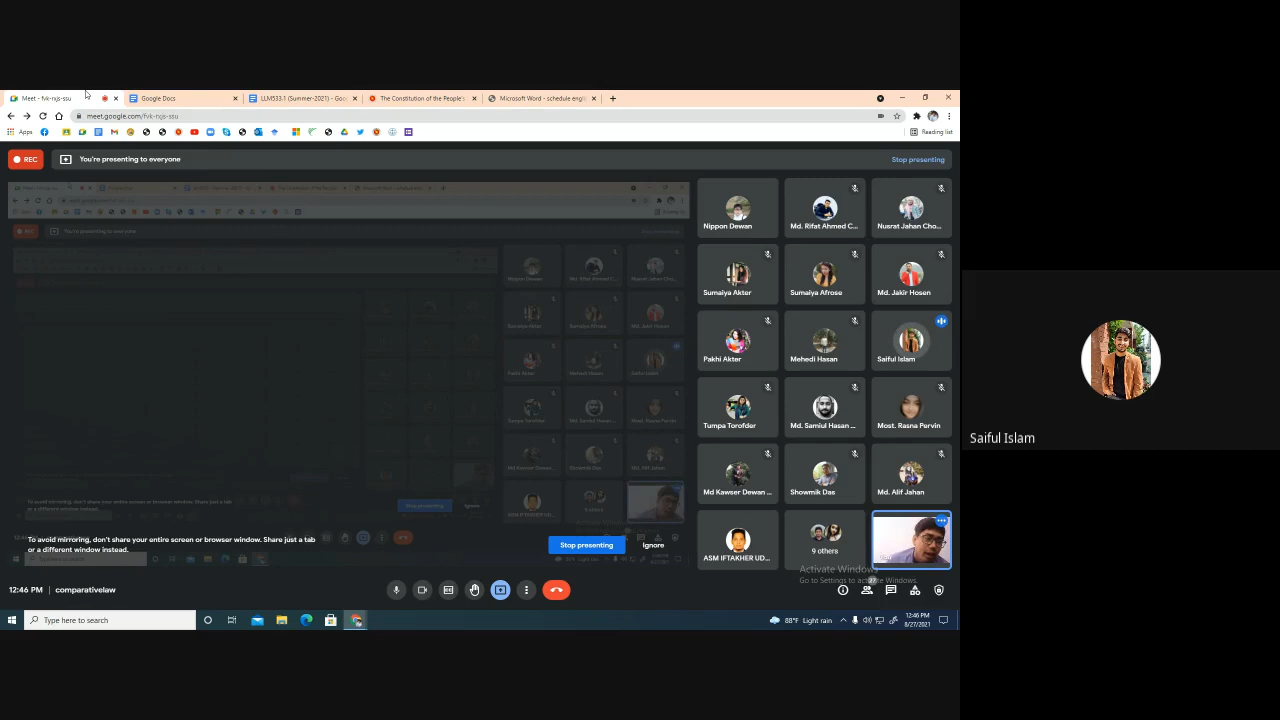 Meet - fvk-nxjs-ssu
Google Docs
LLM533.1 (Summer-2021) - Goo
The Constitution of the People's
Microsoft Word - schedule engl
meet.google.com/fvk-nxjs-ssu
Apps
Reading list
REC
You're presenting to everyone
Stop presenting
Nippon Dewan
Md. Rifat Ahmed C...
Nusrat Jahan Cho...
Sumaiya Akter
Sumaiya Afrose
Md. Jakir Hosen
Pakhi Akter
Mehedi Hasan
Saiful Islam
Tumpa Torofder
Md. Samiul Hasan ...
Most. Rasna Pervin
Md Kawser Dewan ...
Showmik Das
Md. Alif Jahan
ASM IFTAKHER UD...
9 others
To avoid mirroring, don't share your entire screen or browser window. Share just a tab
or a different window instead.
Stop presenting
Ignore
Activate Windows
Go to Settings to activate Windows.
12:46 PM | comparativelaw
27
Type here to search
88°F Light rain
12:46 PM
8/27/2021
Saiful Islam